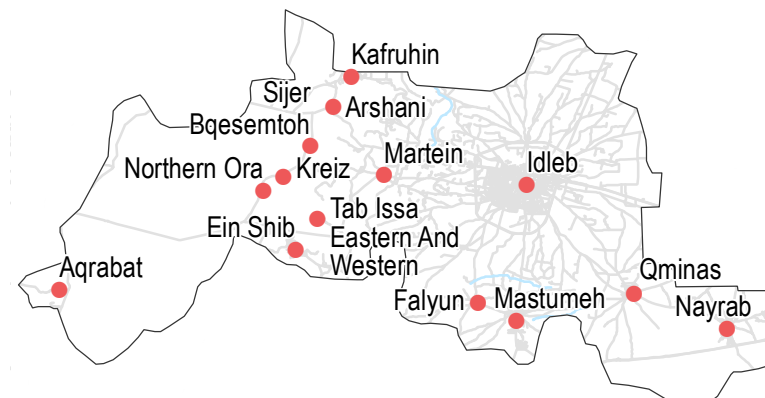 Kafruhin
Sijer
Arshani
Bqesemtoh
Martein
Idleb
Northern Ora
Kreiz
Tab Issa
Ein Shib
Eastern And
Western
Aqrabat
Qminas
Falyun
Mastumeh
Nayrab